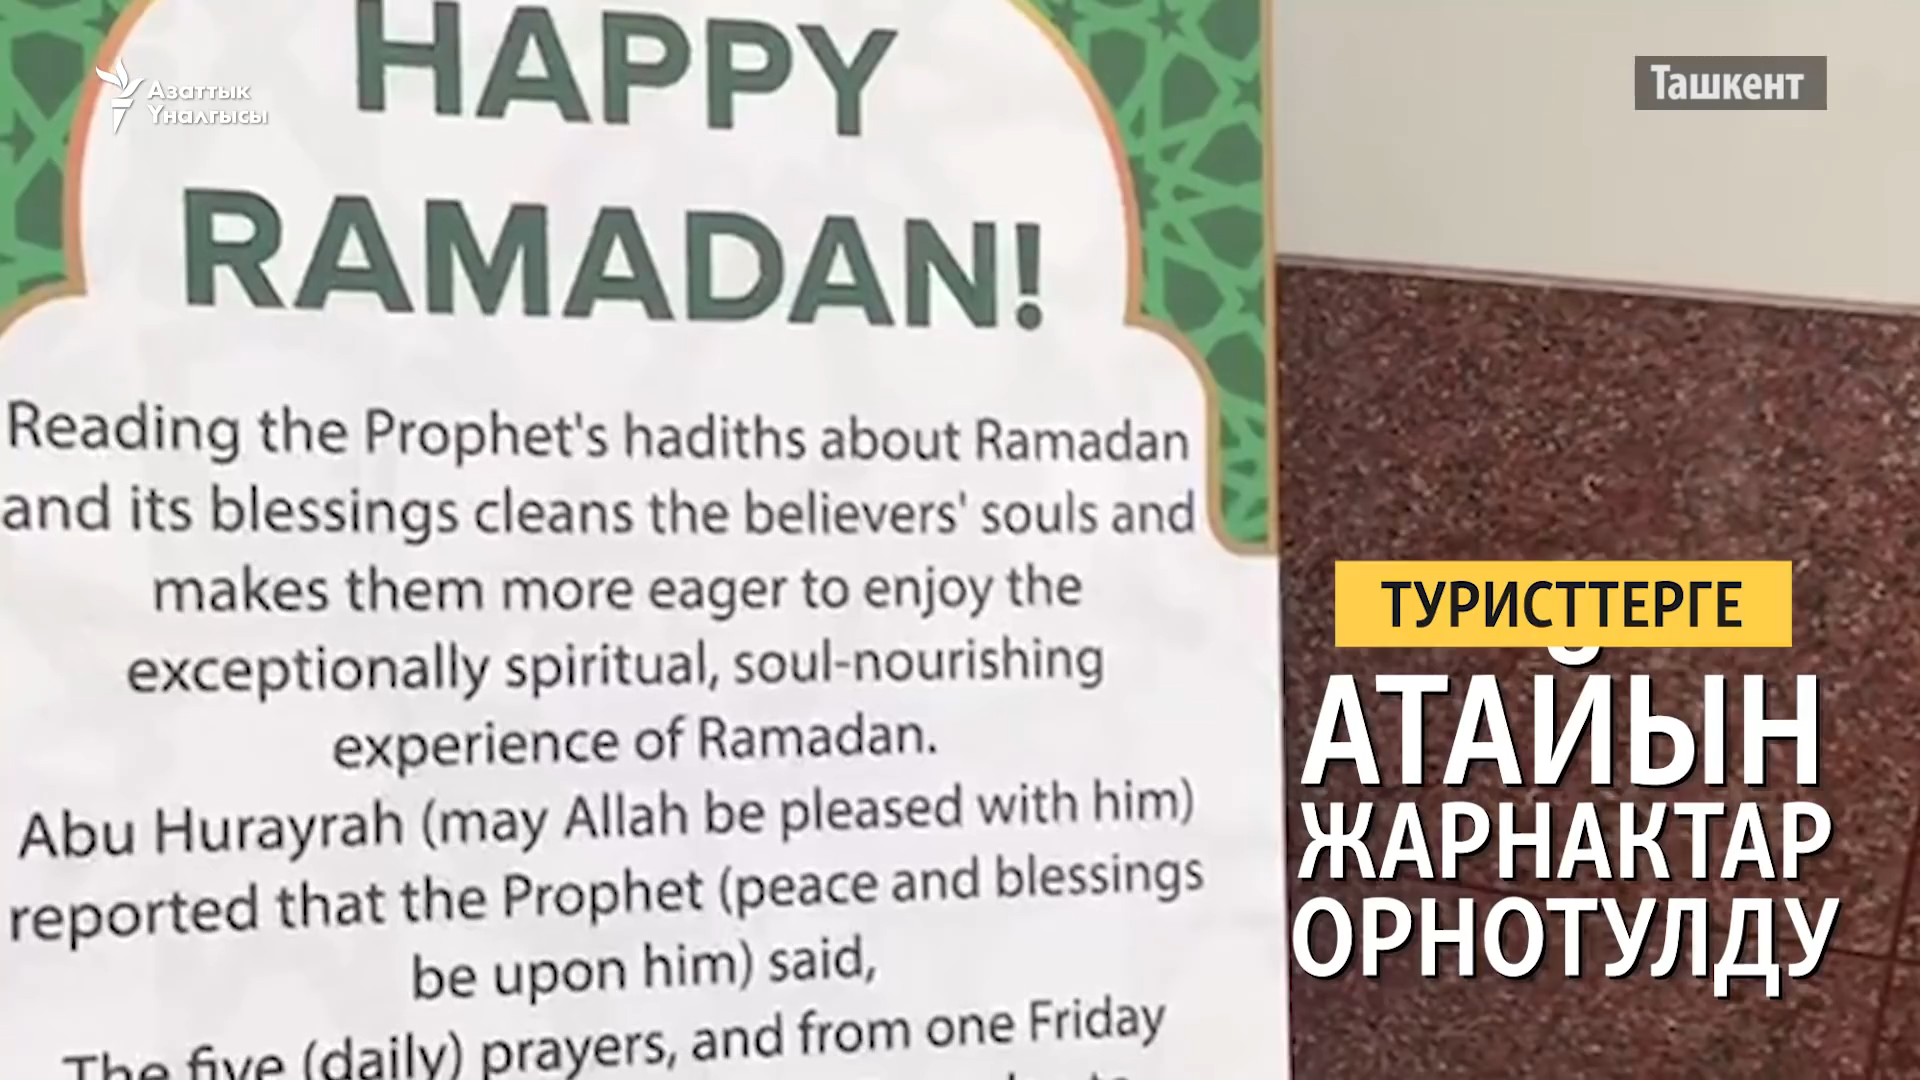 HAPPY
RAMADAN!
Reading the Prophet's hadiths about Ramadan
and its blessings cleans the believers' souls and
makes them more eager to enjoy the
exceptionally spiritual, soul-nourishing
experience of Ramadan.
Abu Hurayrah (may Allah be pleased with him)
reported that the Prophet (peace and blessings
be upon him) said,
The five (daily) prayers, and from one Friday
Азаттык
Үналгысы
Ташкент
ТУРИСТТЕРГЕ
АТАЙЫН
ЖАРНАКТАР
ОРНОТУЛДУ